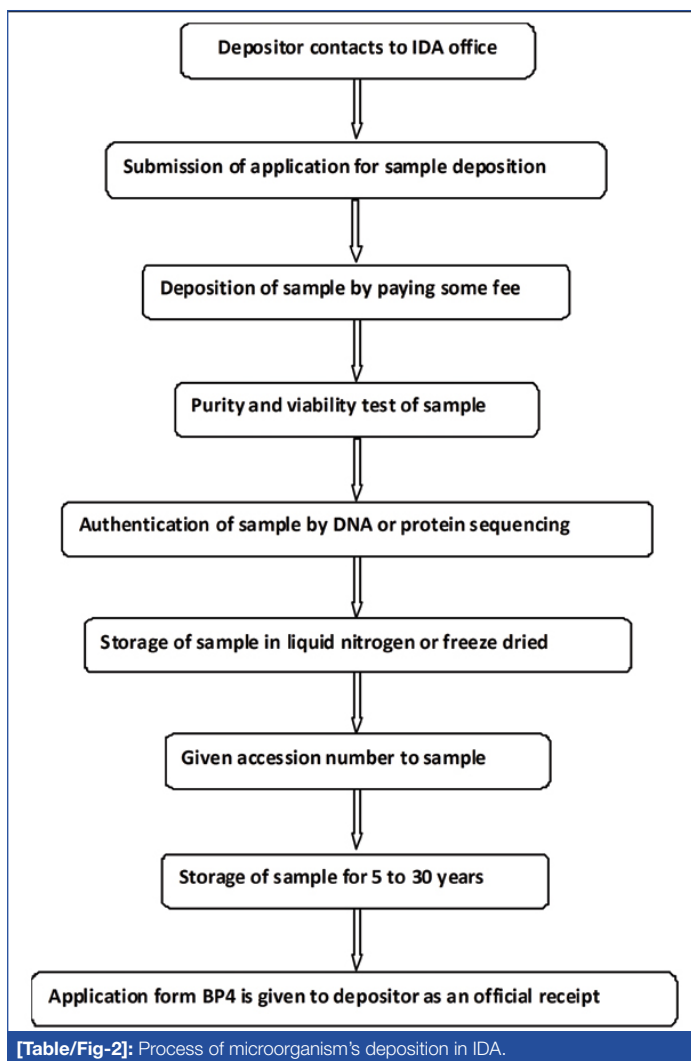 Depositor contacts to IDA office
Submission of application for sample deposition
Deposition of sample by paying some fee
Purity and viability test of sample
Authentication of sample by DNA or protein sequencing
Storage of sample in liquid nitrogen or freeze dried
Given accession number to sample
Storage of sample for 5 to 30 years
Application form BP4 is given to depositor as an official receipt
[Table/Fig-2]: Process of microorganism's deposition in IDA.